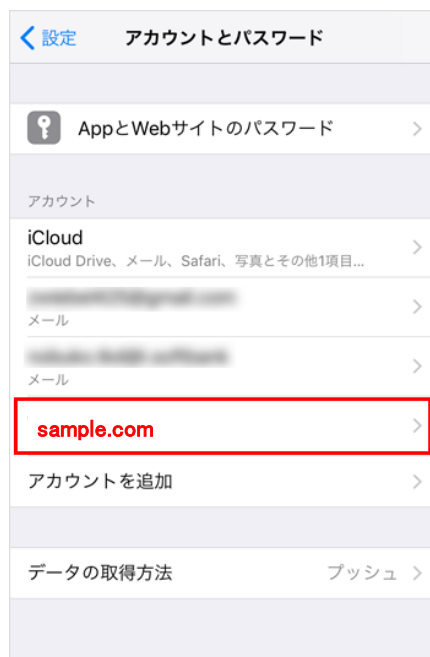 設定 アカウントとパスワード
AppとWebサイトのパスワード
アカウント
iCloud
iCloud Drive、メール、Safari、写真とその他1項目...
メール
メール
sample.com
アカウントを追加
データの取得方法 プッシュ